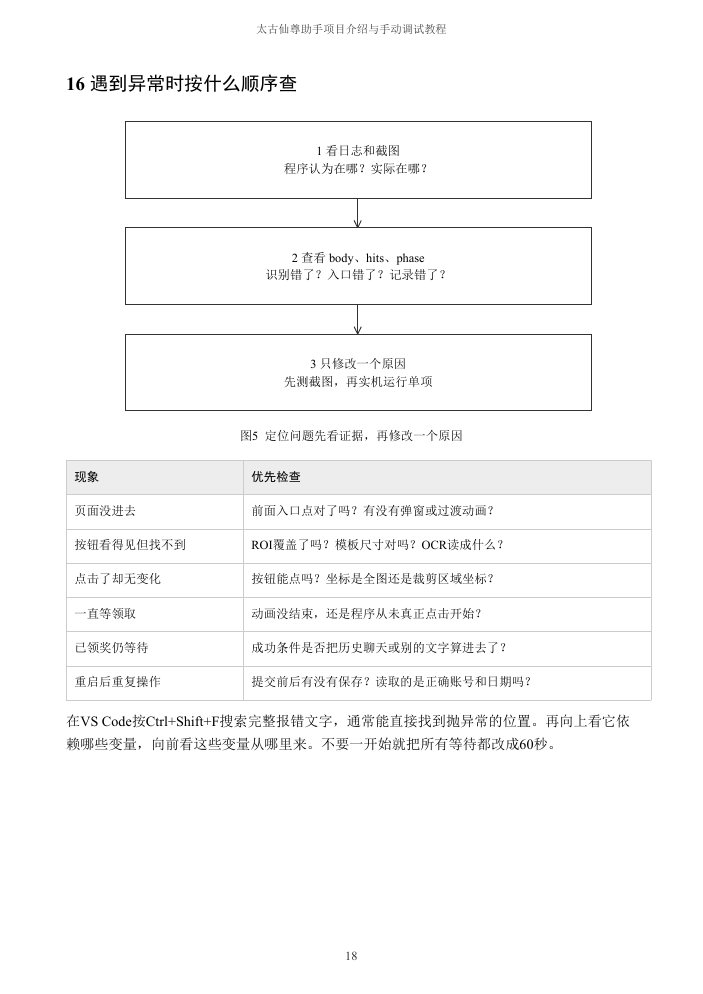 太古仙尊助手项目介绍与手动调试教程
16 遇到异常时按什么顺序查
1 看日志和截图
程序认为在哪？实际在哪？
2 查看 body、hits、phase
识别错了？入口错了？记录错了？
3 只修改一个原因
先测截图，再实机运行单项
图5 定位问题先看证据，再修改一个原因
现象 优先检查
页面没进去 前面入口点对了吗？有没有弹窗或过渡动画？
按钮看得见但找不到 ROI覆盖了吗？模板尺寸对吗？OCR读成什么？
点击了却无变化 按钮能点吗？坐标是全图还是裁剪区域坐标？
一直等领取 动画没结束，还是程序从未真正点击开始？
已领奖仍等待 成功条件是否把历史聊天或别的文字算进去了？
重启后重复操作 提交前后有没有保存？读取的是正确账号和日期吗？
在VS Code按Ctrl+Shift+F搜索完整报错文字，通常能直接找到抛异常的位置。再向上看它依
赖哪些变量，向前看这些变量从哪里来。不要一开始就把所有等待都改成60秒。
18